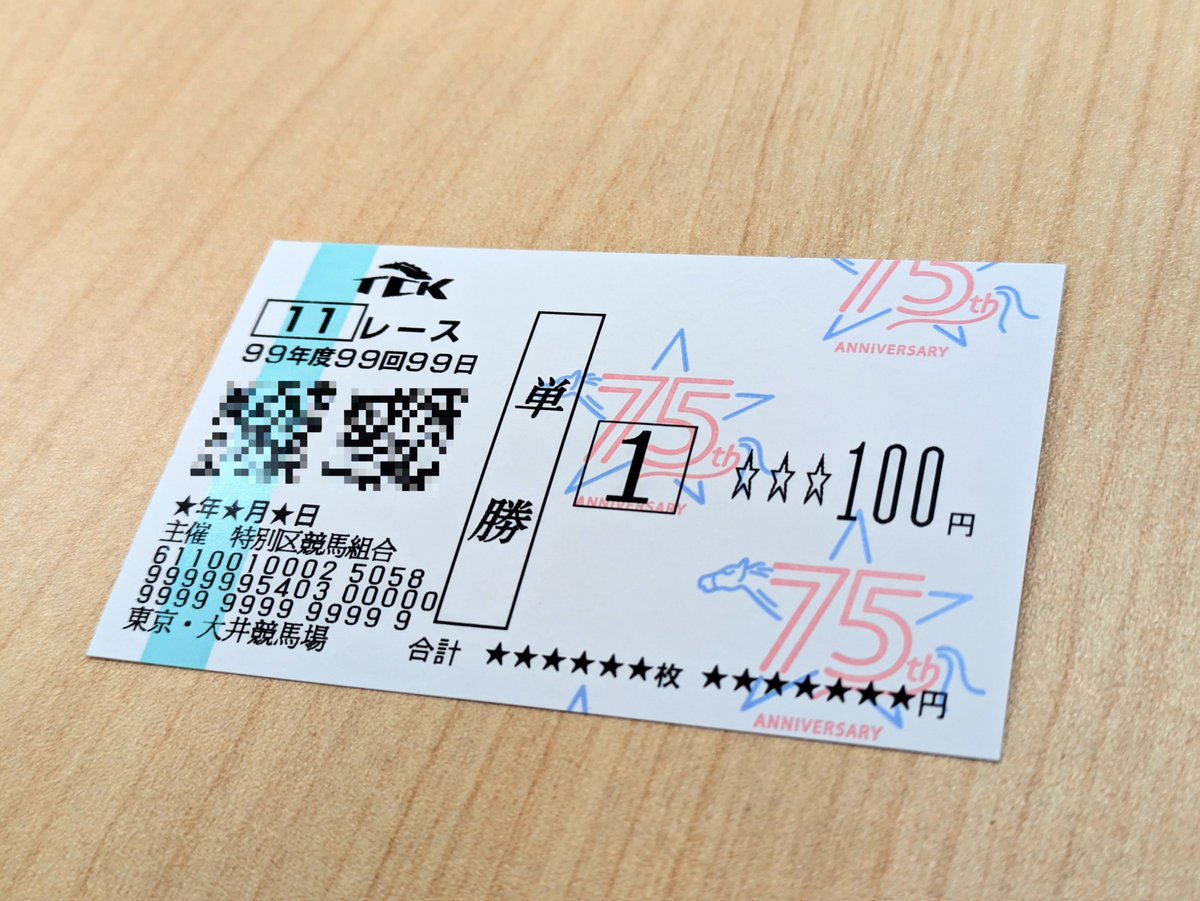 TCK
11レース
99年度99回99日
★年★月★日
主催 特別区競馬組合
6110010002 5058
9999995403 00000
9999 9999 9999 9
東京・大井競馬場
単勝
1 ☆☆☆100円
合計 ★★★★★★枚 ★★★★★★★円
75th
ANNIVERSARY
75th
ANNIVERSARY
75th
ANNIVERSARY